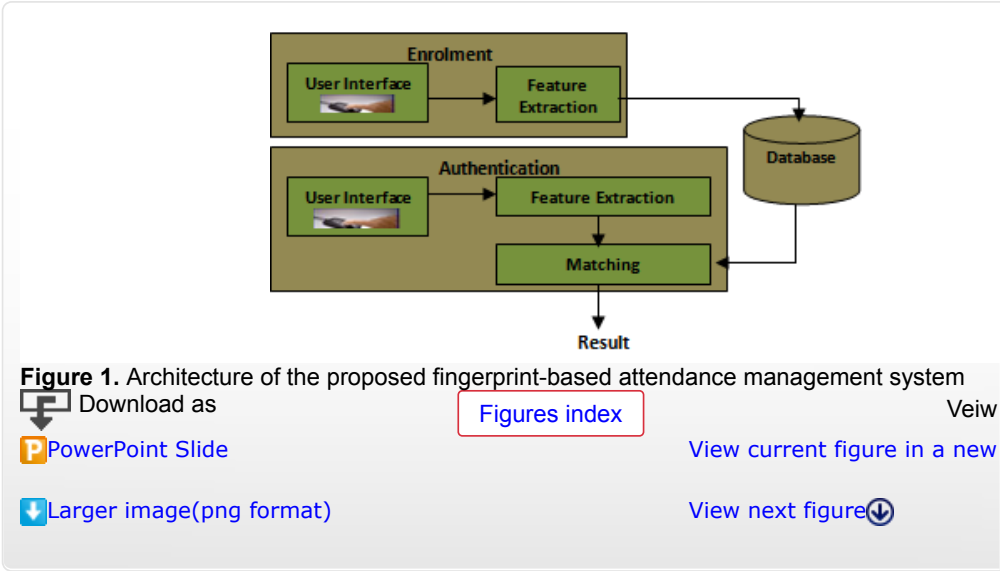 Enrolment
User Interface
Feature
Extraction
Database
Authentication
User Interface
Feature Extraction
Matching
Result
Figure 1. Architecture of the proposed fingerprint-based attendance management system
Download as
Figures index
Veiw
PowerPoint Slide
View current figure in a new
Larger image(png format)
View next figure